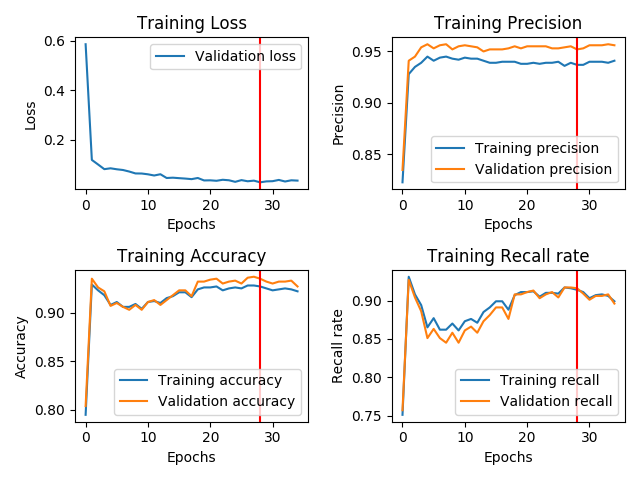 Training Loss
0.6
0.4
0.2
Loss
Validation loss
0
10
20
30
Epochs
Training Precision
0.95
0.90
0.85
Precision
Training precision
Validation precision
0
10
20
30
Epochs
Training Accuracy
0.90
0.85
0.80
Accuracy
Training accuracy
Validation accuracy
0
10
20
30
Epochs
Training Recall rate
0.90
0.85
0.80
0.75
Recall rate
Training recall
Validation recall
0
10
20
30
Epochs